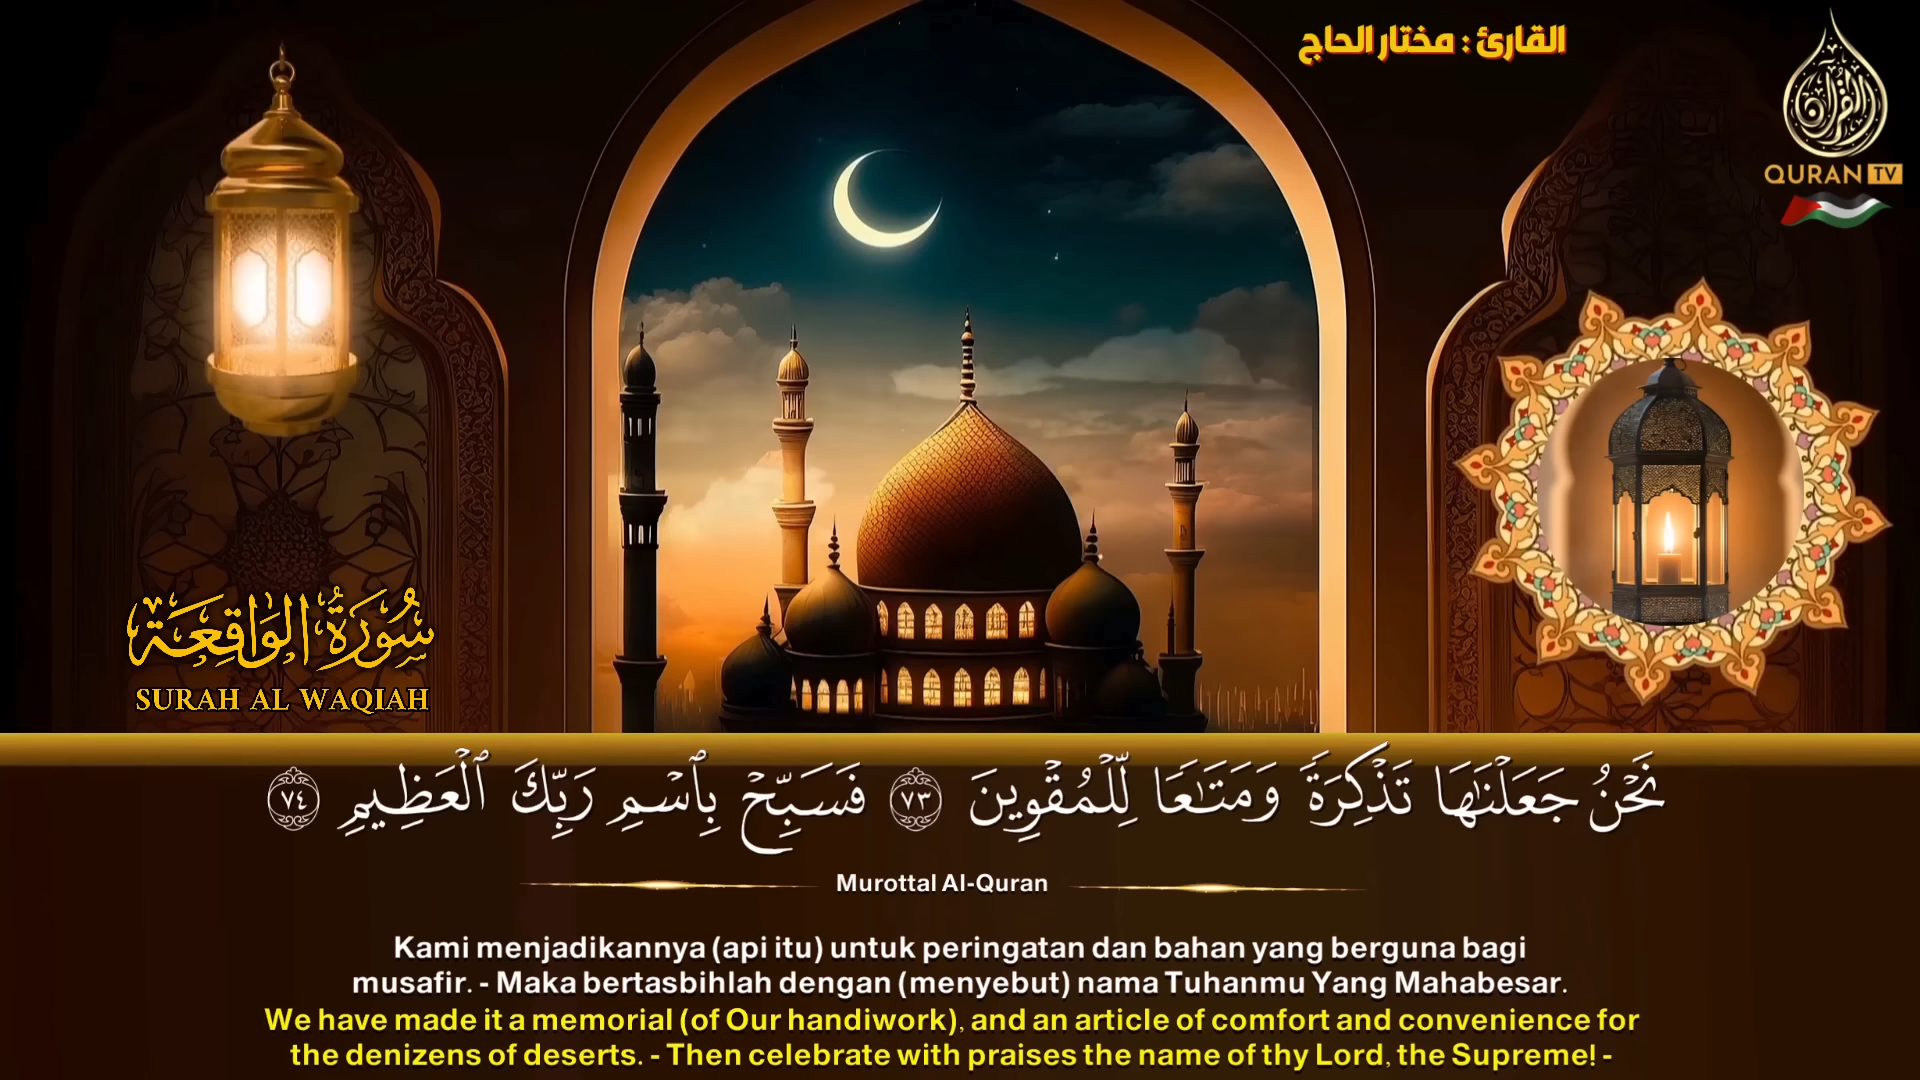 القارئ : مختار الحاج
القرآن
QURAN TV
سُورَةُ الوَاقِعَة
SURAH AL WAQIAH
نَحْنُ جَعَلْنَٰهَا تَذْكِرَةً وَمَتَٰعًا لِّلْمُقْوِينَ ٧٣ فَسَبِّحْ بِٱسْمِ رَبِّكَ ٱلْعَظِيمِ ٧٤
Murottal Al-Quran
Kami menjadikannya (api itu) untuk peringatan dan bahan yang berguna bagi
musafir. - Maka bertasbihlah dengan (menyebut) nama Tuhanmu Yang Mahabesar.
We have made it a memorial (of Our handiwork), and an article of comfort and convenience for
the denizens of deserts. - Then celebrate with praises the name of thy Lord, the Supreme! -